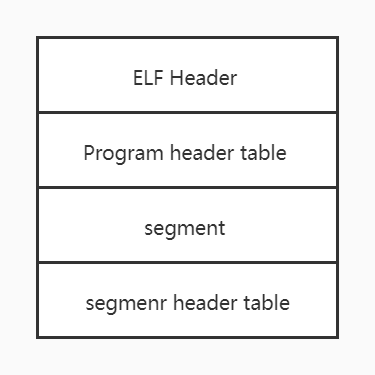 ELF Header
Program header table
segment
segmenr header table